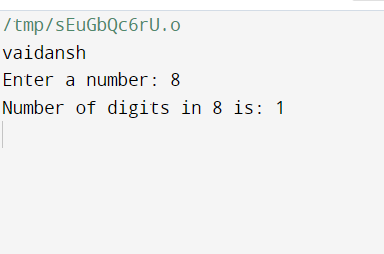 /tmp/sEuGbQc6rU.o
vaidansh
Enter a number: 8
Number of digits in 8 is: 1